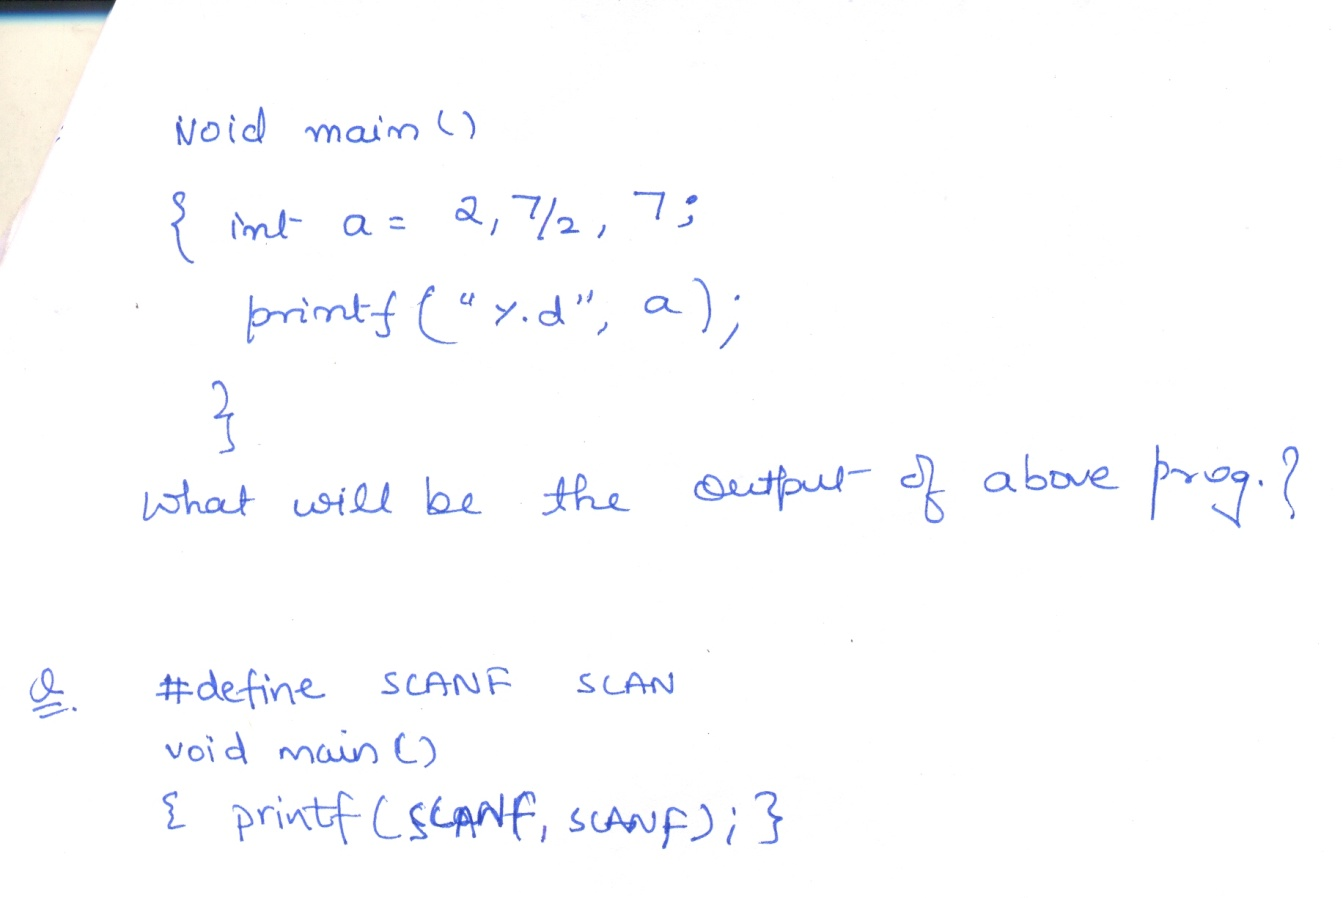 Void main ()
{ int a = 2, 7/2, 7;
printf ("%d", a);
}
What will be the output of above prog.?
Q. #define SCANF SCAN
void main ()
{ printf (SCANF, SCANF); }